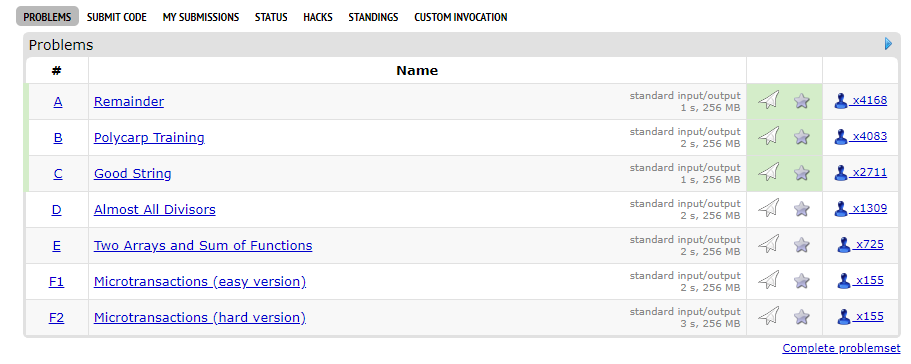 PROBLEMS SUBMIT CODE MY SUBMISSIONS STATUS HACKS STANDINGS CUSTOM INVOCATION
Problems
# Name
A Remainder standard input/output 1 s, 256 MB x4168
B Polycarp Training standard input/output 2 s, 256 MB x4083
C Good String standard input/output 1 s, 256 MB x2711
D Almost All Divisors standard input/output 2 s, 256 MB x1309
E Two Arrays and Sum of Functions standard input/output 2 s, 256 MB x725
F1 Microtransactions (easy version) standard input/output 2 s, 256 MB x155
F2 Microtransactions (hard version) standard input/output 3 s, 256 MB x155
Complete problemset